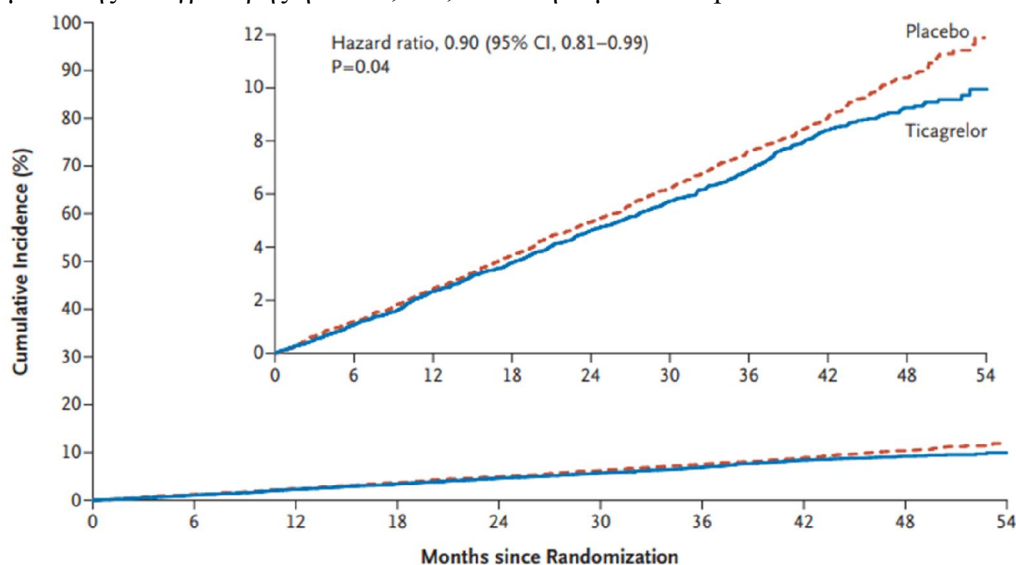 100
90
80
70
60
50
40
30
20
10
0
Cumulative Incidence (%)
12
10
8
6
4
2
0
Hazard ratio, 0.90 (95% CI, 0.81–0.99)
P=0.04
Placebo
Ticagrelor
0 6 12 18 24 30 36 42 48 54
0 6 12 18 24 30 36 42 48 54
Months since Randomization